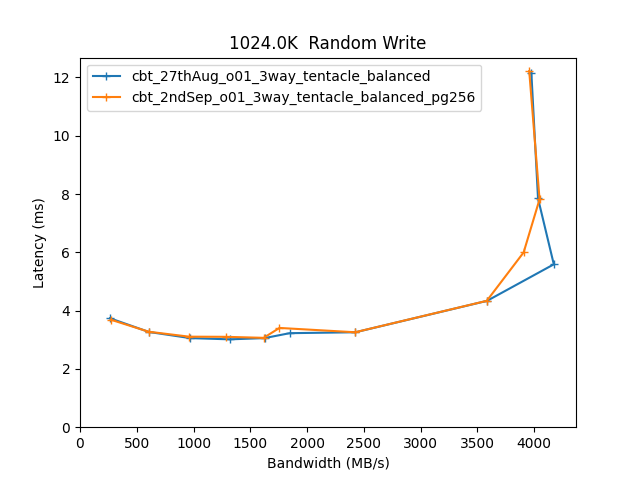 1024.0K  Random Write
cbt_27thAug_o01_3way_tentacle_balanced
cbt_2ndSep_o01_3way_tentacle_balanced_pg256
12
10
8
6
4
2
0
Latency (ms)
0 500 1000 1500 2000 2500 3000 3500 4000
Bandwidth (MB/s)